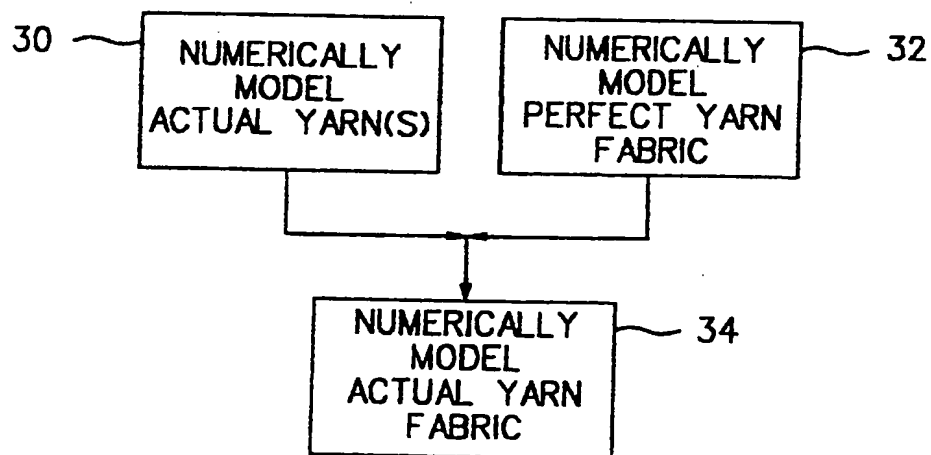 30
NUMERICALLY
MODEL
ACTUAL YARN(S)
NUMERICALLY
MODEL
PERFECT YARN
FABRIC
32
NUMERICALLY
MODEL
ACTUAL YARN
FABRIC
34